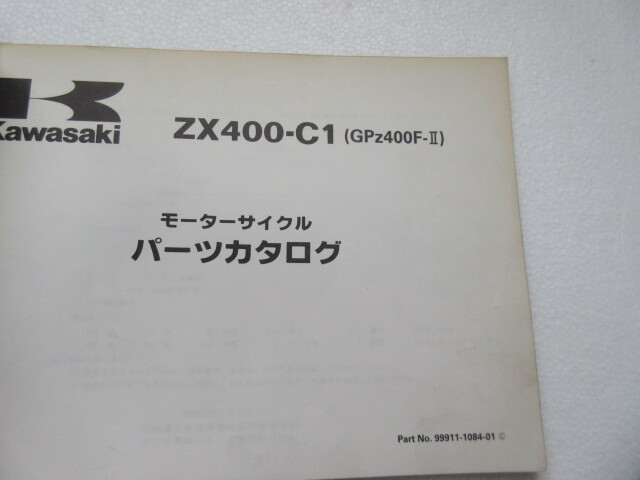 Kawasaki
ZX400-C1 (GPz400F-Ⅱ)
モーターサイクル
パーツカタログ
Part No. 99911-1084-01 ©